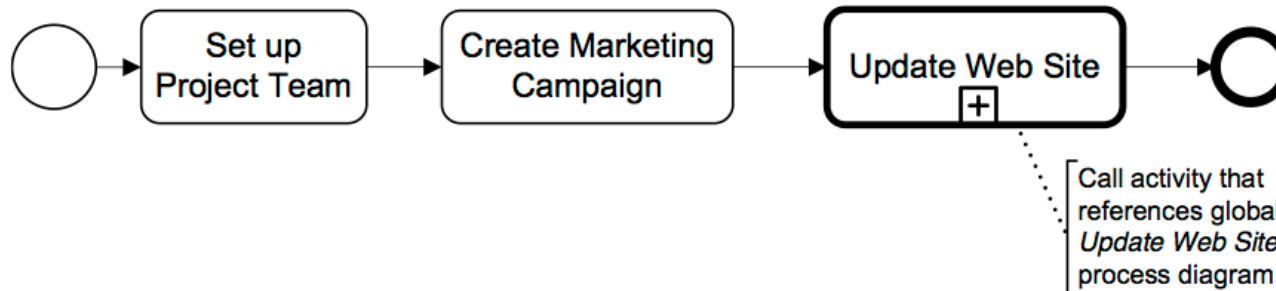 Set up
Project Team
Create Marketing
Campaign
Update Web Site
Call activity that
references global
Update Web Site
process diagram